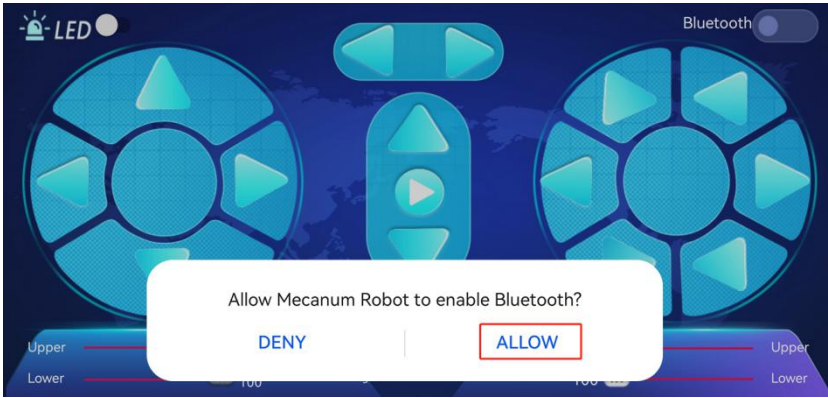 LED
Bluetooth
Allow Mecanum Robot to enable Bluetooth?
DENY
ALLOW
Upper
Upper
Lower
100
100
Lower